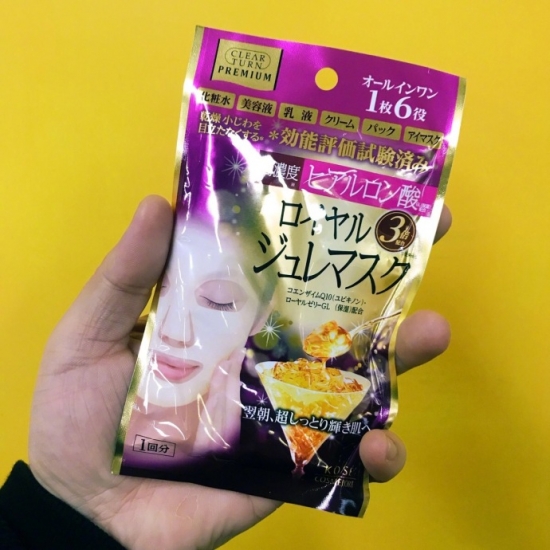 CLEAR
TURN
PREMIUM
オールインワン
1枚6役
化粧水 美容液 乳液 クリーム パック アイマスク
乾燥 小じわを
目立たなくする
*効能評価試験済み
濃度 ヒアルロン酸
ロイヤル
3倍
配合
ジュレマスク
コエンザイムQ10(ユビキノン)・
ローヤルゼリーGL (保湿)配合
翌朝、超しっとり輝き肌へ
1回分
KOSÉ